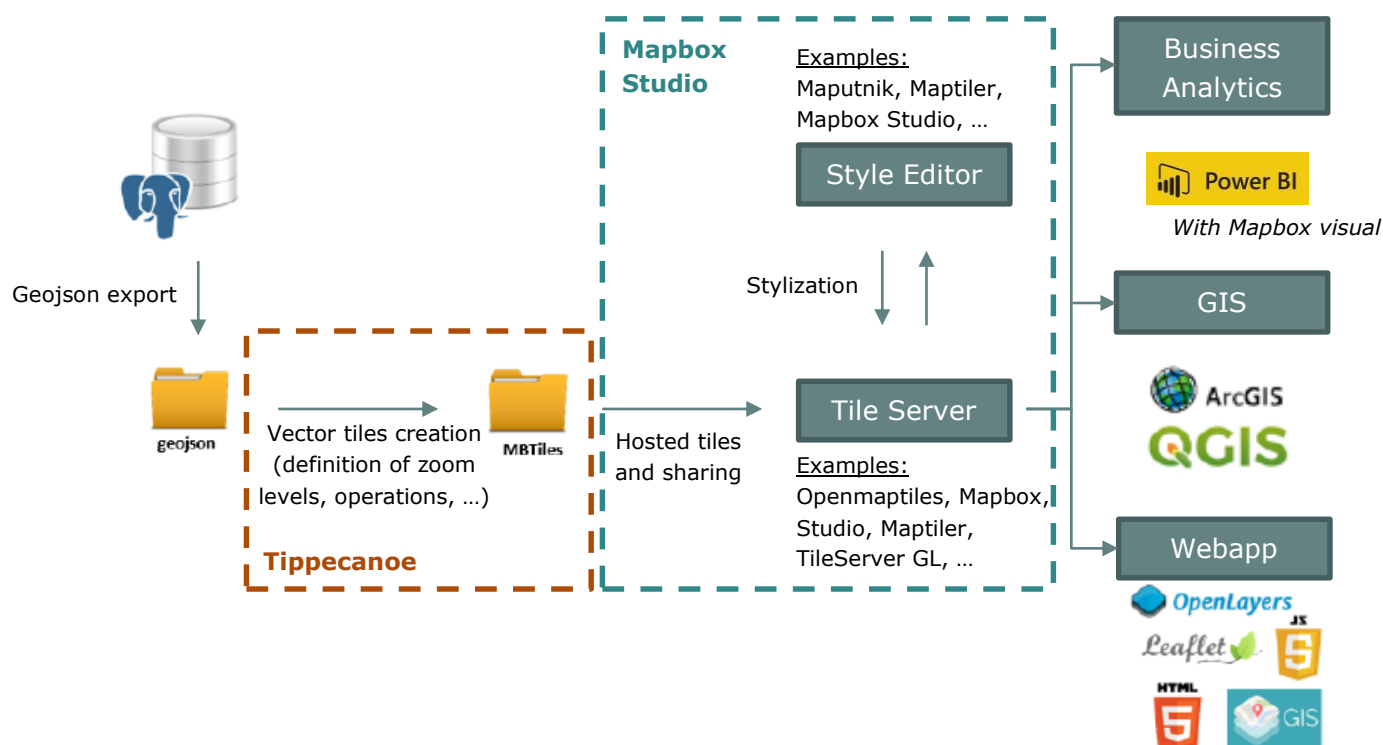 Mapbox
Studio
Examples:
Maputnik, Maptiler,
Mapbox Studio, …
Style Editor
Business
Analytics
Power BI
With Mapbox visual
Geojson export
Stylization
GIS
geojson
Vector tiles creation
(definition of zoom
levels, operations, …)
MBTiles
Tippecanoe
Hosted tiles
and sharing
Tile Server
Examples:
Openmaptiles, Mapbox,
Studio, Maptiler,
TileServer GL, …
ArcGIS
QGIS
Webapp
OpenLayers
Leaflet
JS
5
HTML
5
GIS